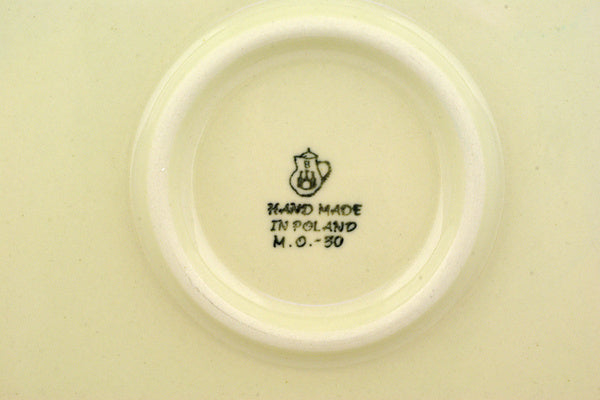 B
HAND MADE
IN POLAND
M.O.-30